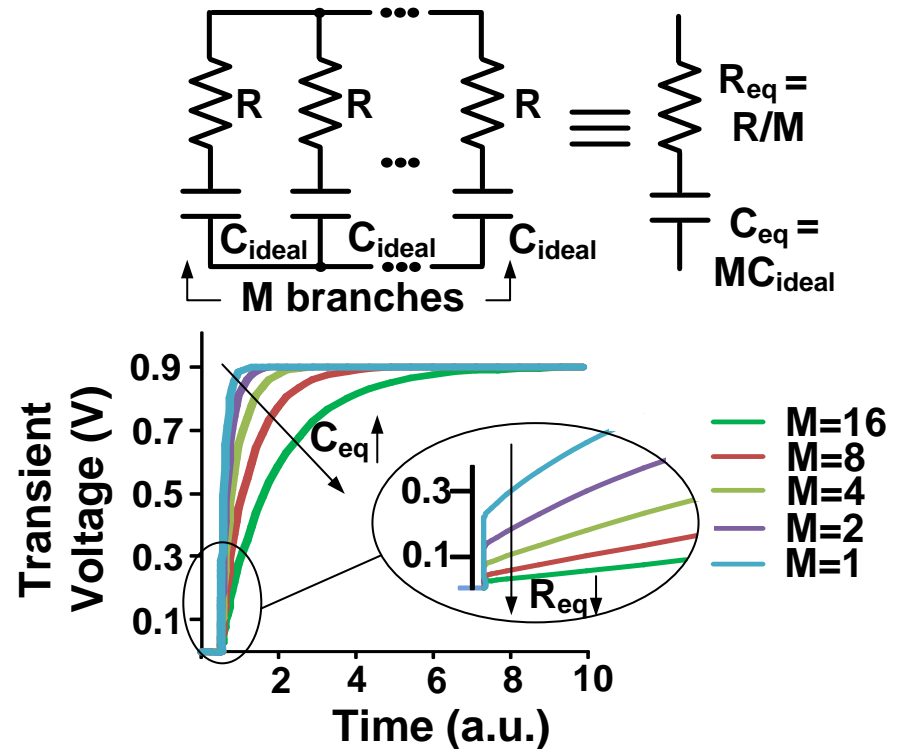 R
R
R
R_eq =
R/M
C_ideal
C_ideal
C_ideal
C_eq =
MC_ideal
M branches
Transient
Voltage (V)
0.9
0.7
0.5
0.3
0.1
C_eq
0.3
0.1
R_eq
M=16
M=8
M=4
M=2
M=1
2
4
6
8
10
Time (a.u.)